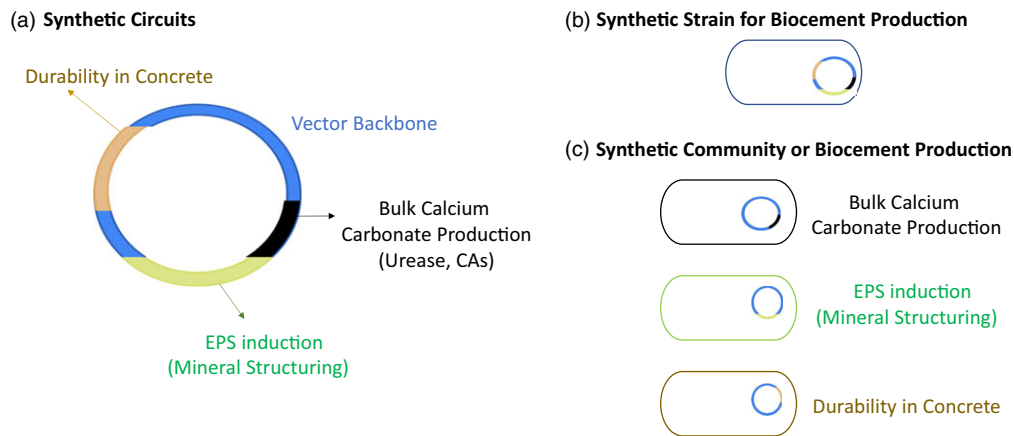 (a) Synthetic Circuits
Durability in Concrete
Vector Backbone
Bulk Calcium
Carbonate Production
(Urease, CAs)
EPS induction
(Mineral Structuring)
(b) Synthetic Strain for Biocement Production
(c) Synthetic Community or Biocement Production
Bulk Calcium
Carbonate Production
EPS induction
(Mineral Structuring)
Durability in Concrete